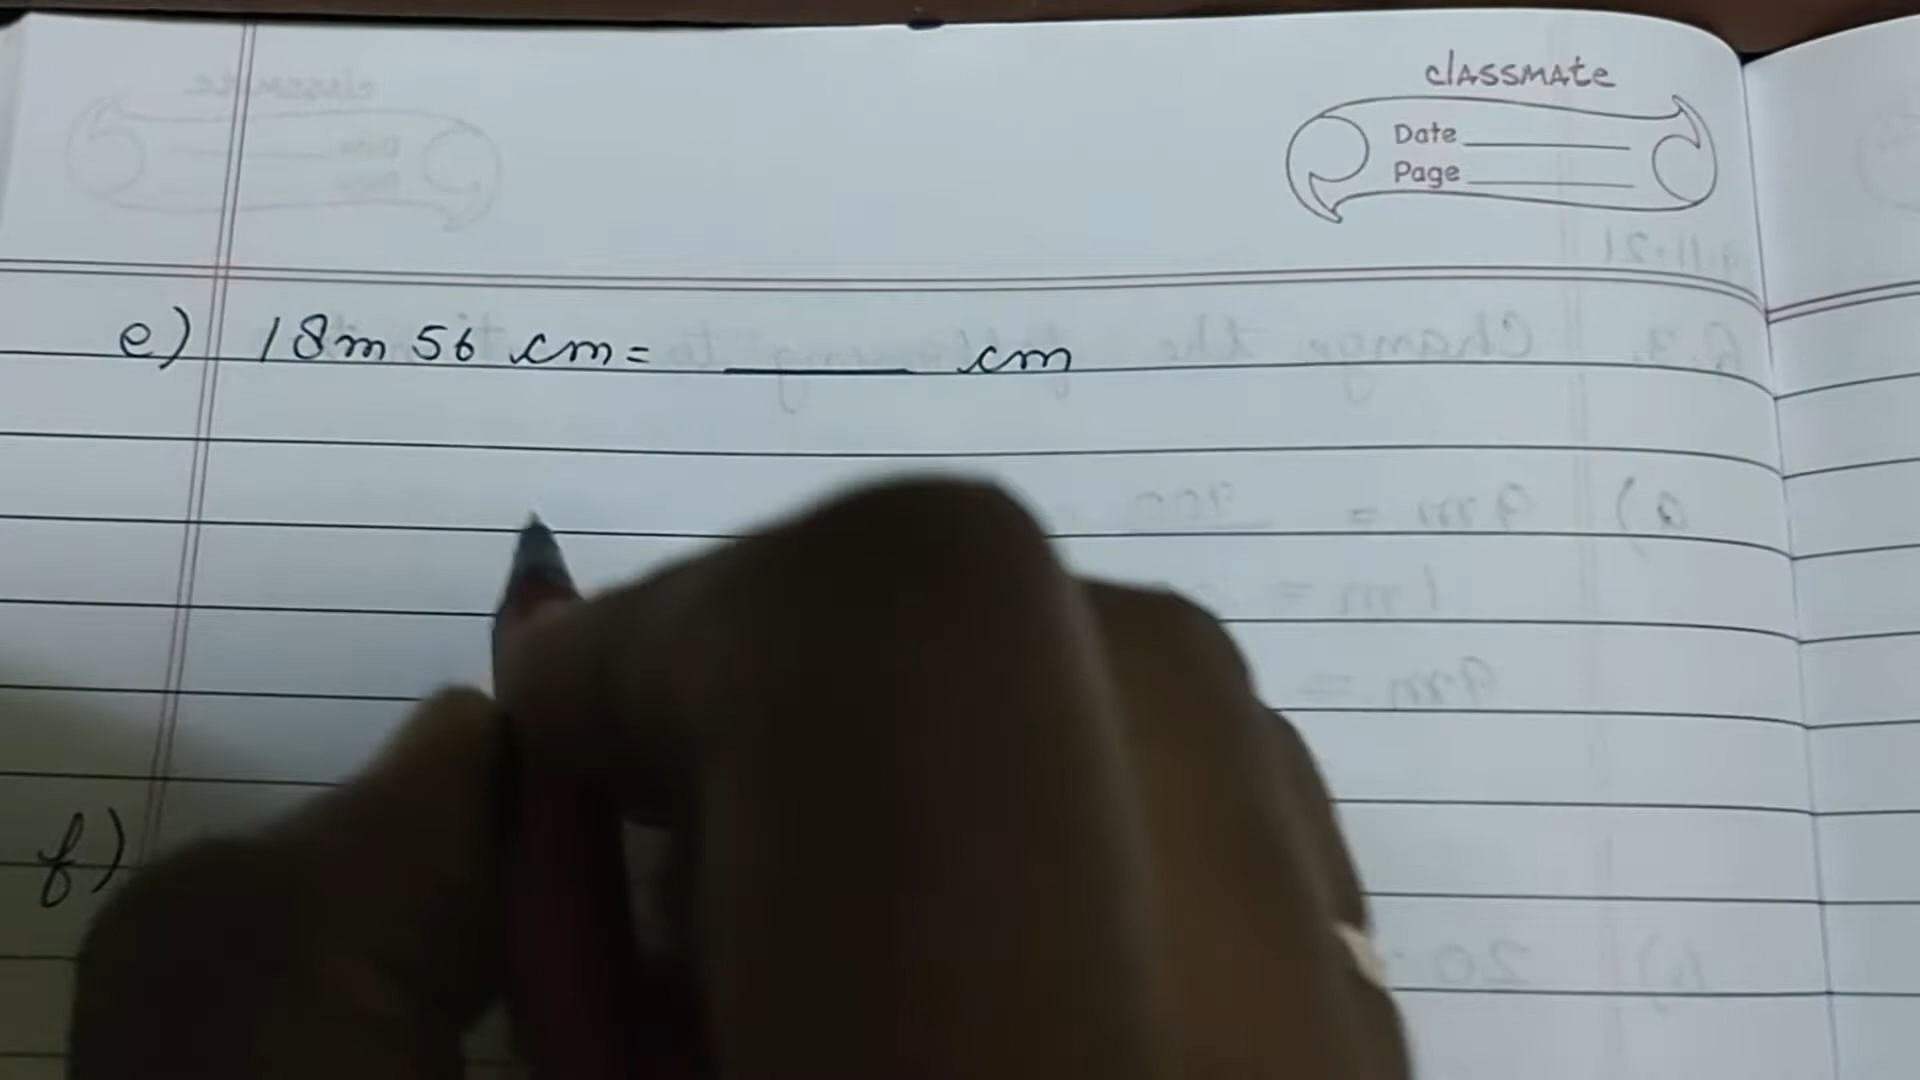 classmate
Date
Page
e) 18m 56 cm = ______ cm
f)